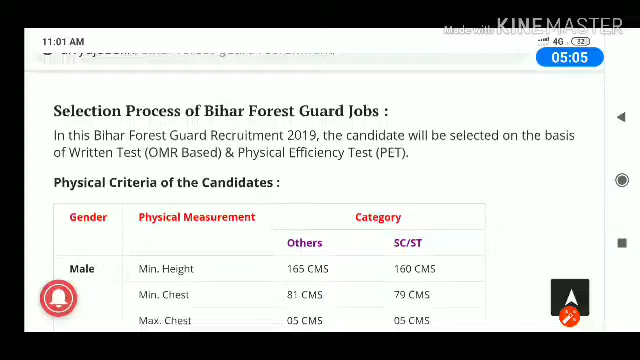 Made with KINEMASTER
11:01 AM
4G 32
05:05
Selection Process of Bihar Forest Guard Jobs :
In this Bihar Forest Guard Recruitment 2019, the candidate will be selected on the basis
of Written Test (OMR Based) & Physical Efficiency Test (PET).
Physical Criteria of the Candidates :
Gender Physical Measurement Category
Others SC/ST
Male Min. Height 165 CMS 160 CMS
Min. Chest 81 CMS 79 CMS
Max. Chest 05 CMS 05 CMS